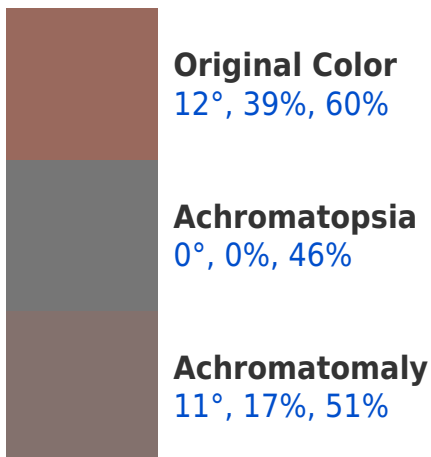 Original Color
12°, 39%, 60%
Achromatopsia
0°, 0%, 46%
Achromatomaly
11°, 17%, 51%